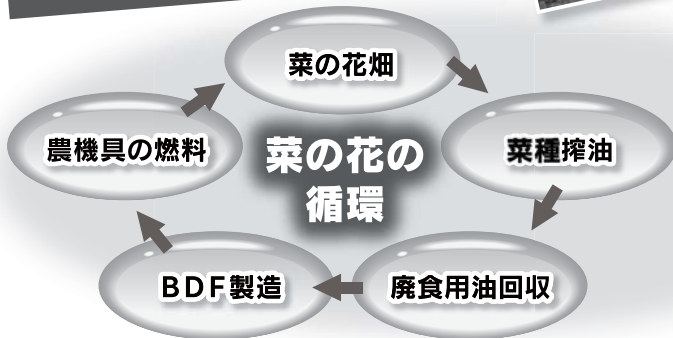 菜の花畑
農機具の燃料
菜の花の
循環
菜種搾油
BDF製造
廃食用油回収